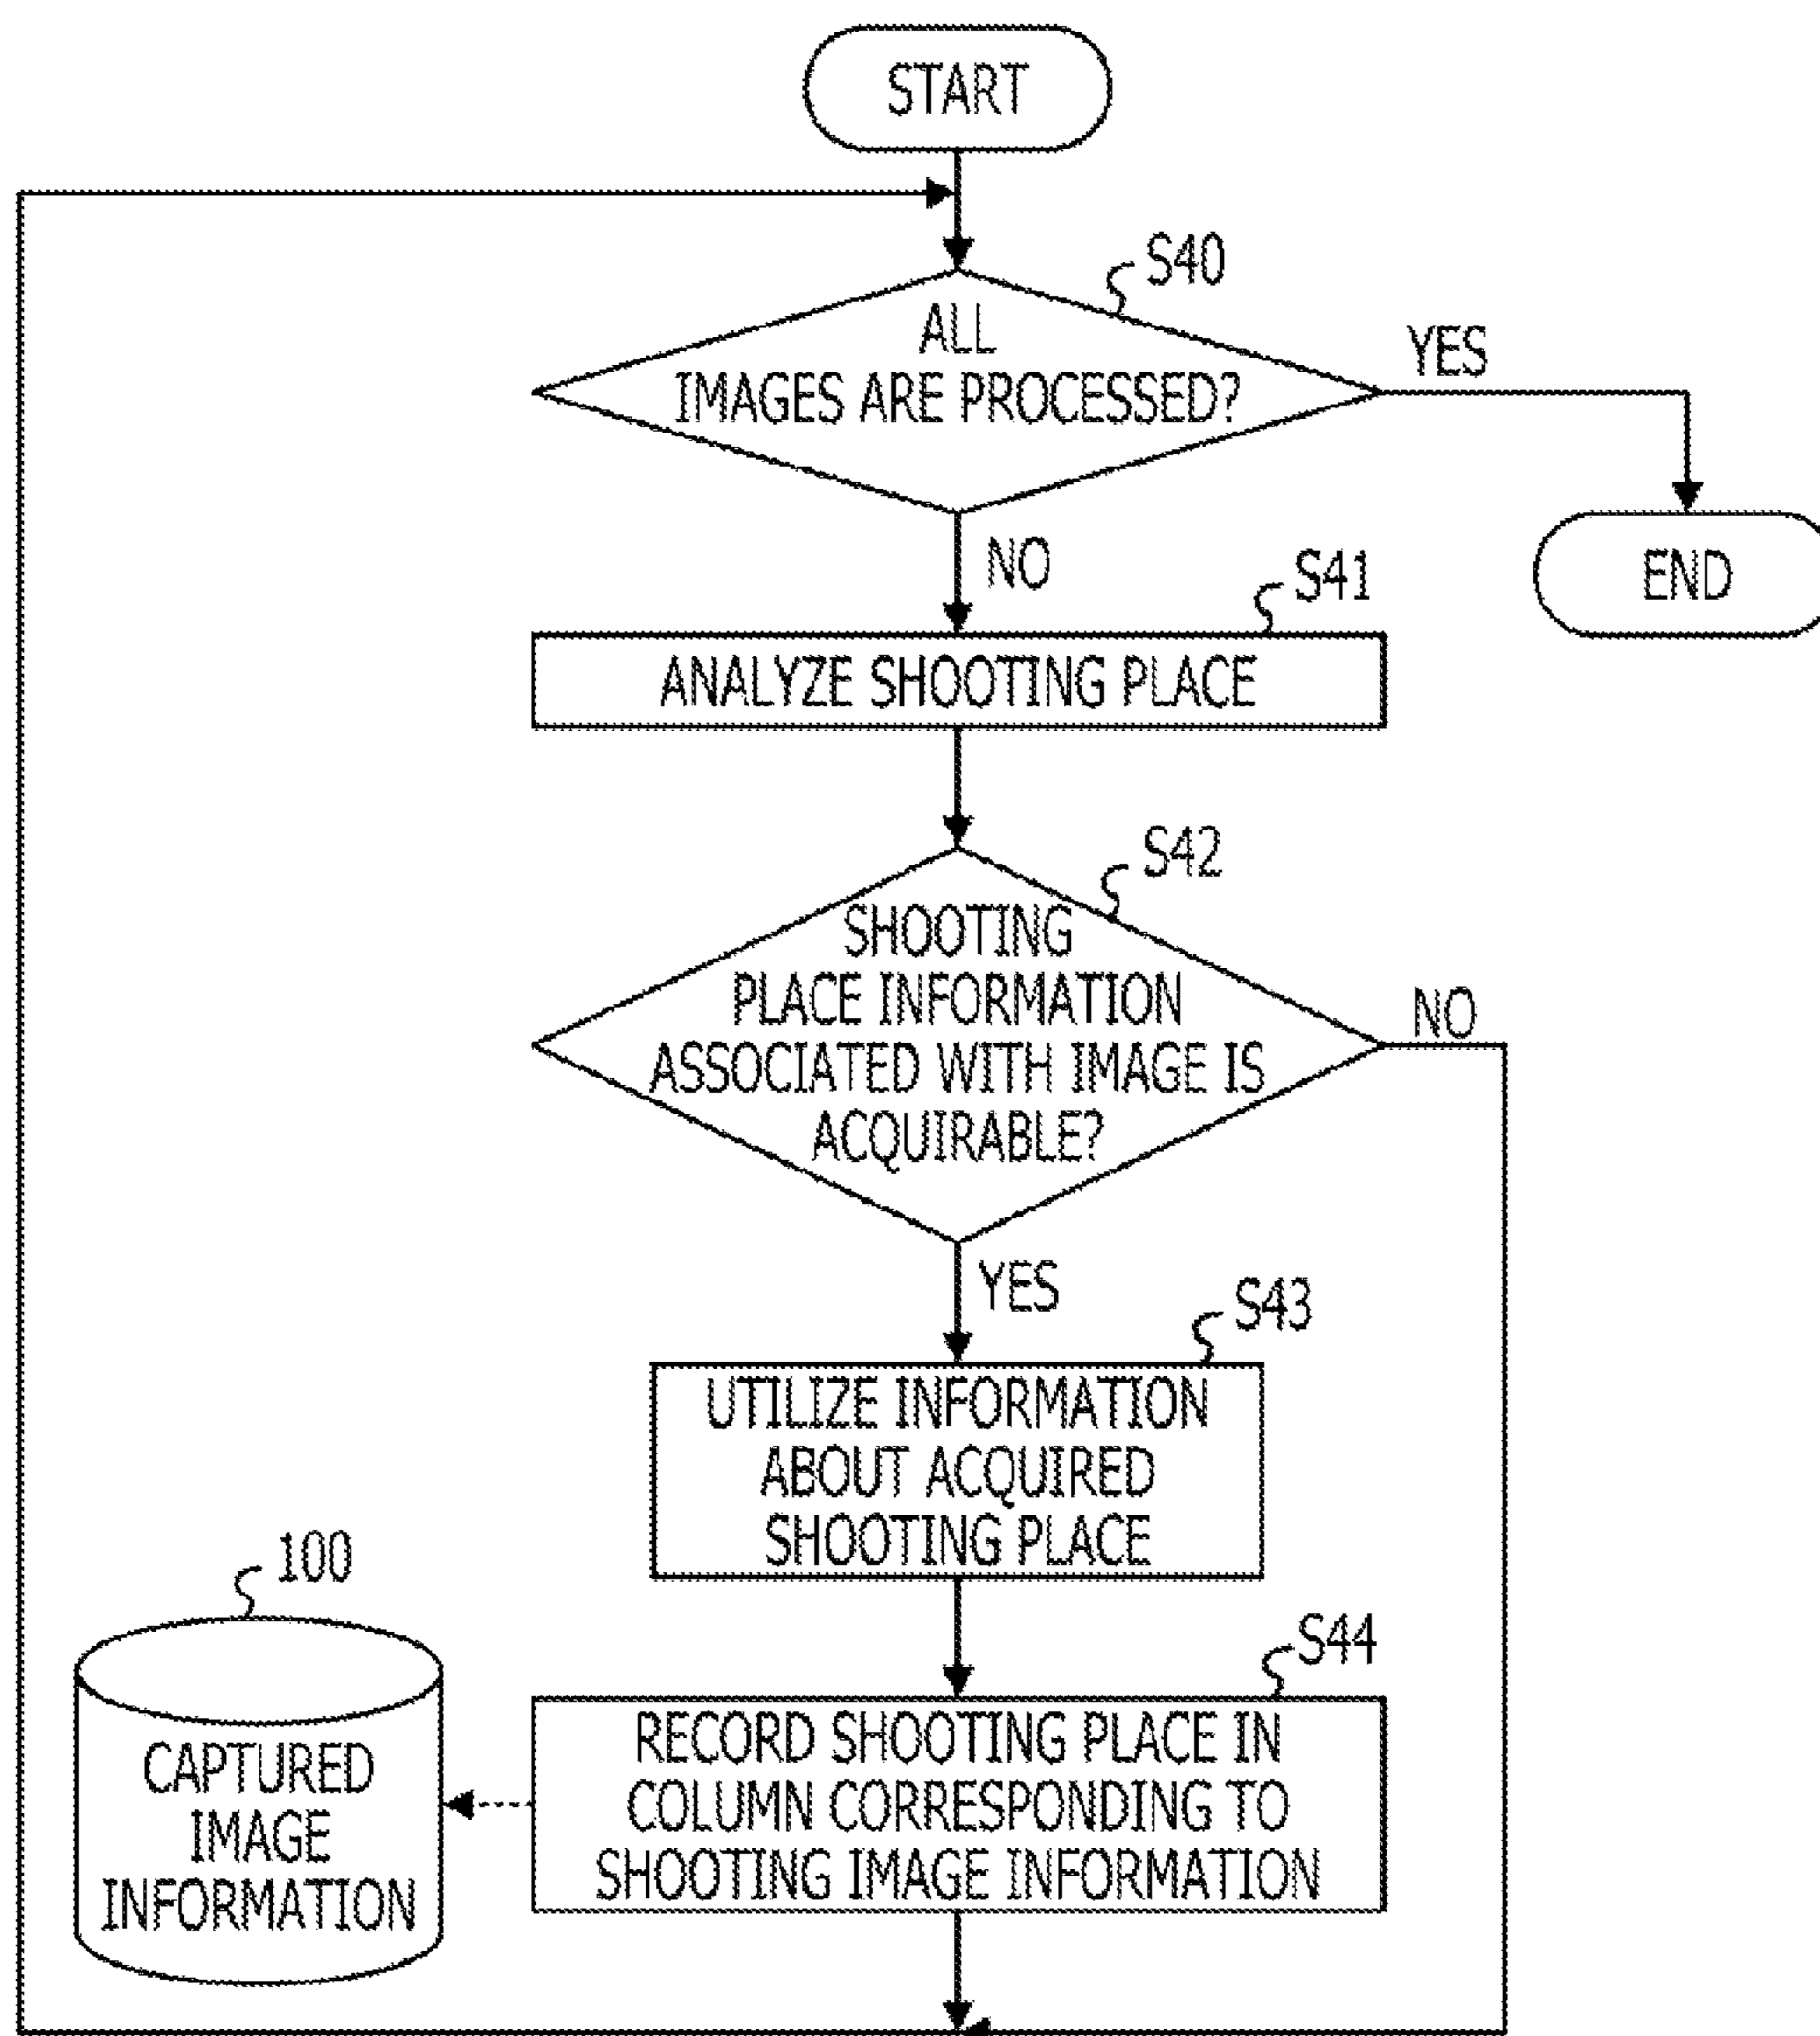 START
S40
ALL
IMAGES ARE PROCESSED?
YES
NO
END
S41
ANALYZE SHOOTING PLACE
S42
SHOOTING
PLACE INFORMATION
ASSOCIATED WITH IMAGE IS
ACQUIRABLE?
NO
YES
S43
UTILIZE INFORMATION
ABOUT ACQUIRED
SHOOTING PLACE
100
CAPTURED
IMAGE
INFORMATION
S44
RECORD SHOOTING PLACE IN
COLUMN CORRESPONDING TO
SHOOTING IMAGE INFORMATION